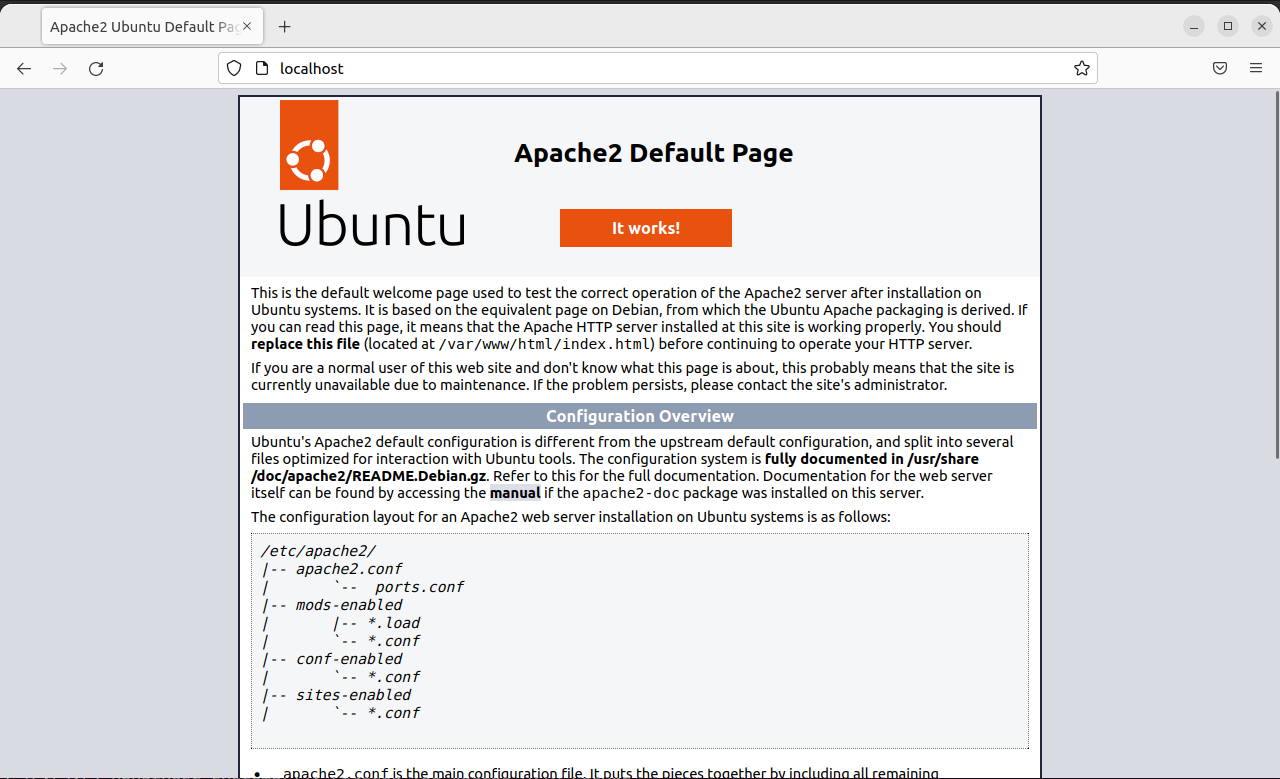 Apache2 Ubuntu Default Pag
localhost
Apache2 Default Page
Ubuntu
It works!
This is the default welcome page used to test the correct operation of the Apache2 server after installation on
Ubuntu systems. It is based on the equivalent page on Debian, from which the Ubuntu Apache packaging is derived. If
you can read this page, it means that the Apache HTTP server installed at this site is working properly. You should
replace this file (located at /var/www/html/index.html) before continuing to operate your HTTP server.
If you are a normal user of this web site and don't know what this page is about, this probably means that the site is
currently unavailable due to maintenance. If the problem persists, please contact the site's administrator.
Configuration Overview
Ubuntu's Apache2 default configuration is different from the upstream default configuration, and split into several
files optimized for interaction with Ubuntu tools. The configuration system is fully documented in /usr/share
/doc/apache2/README.Debian.gz. Refer to this for the full documentation. Documentation for the web server
itself can be found by accessing the manual if the apache2-doc package was installed on this server.
The configuration layout for an Apache2 web server installation on Ubuntu systems is as follows:
/etc/apache2/
|-- apache2.conf
|       `--  ports.conf
|-- mods-enabled
|       |-- *.load
|       `-- *.conf
|-- conf-enabled
|       `-- *.conf
|-- sites-enabled
|       `-- *.conf
• apache2.conf is the main configuration file. It puts the pieces together by including all remaining